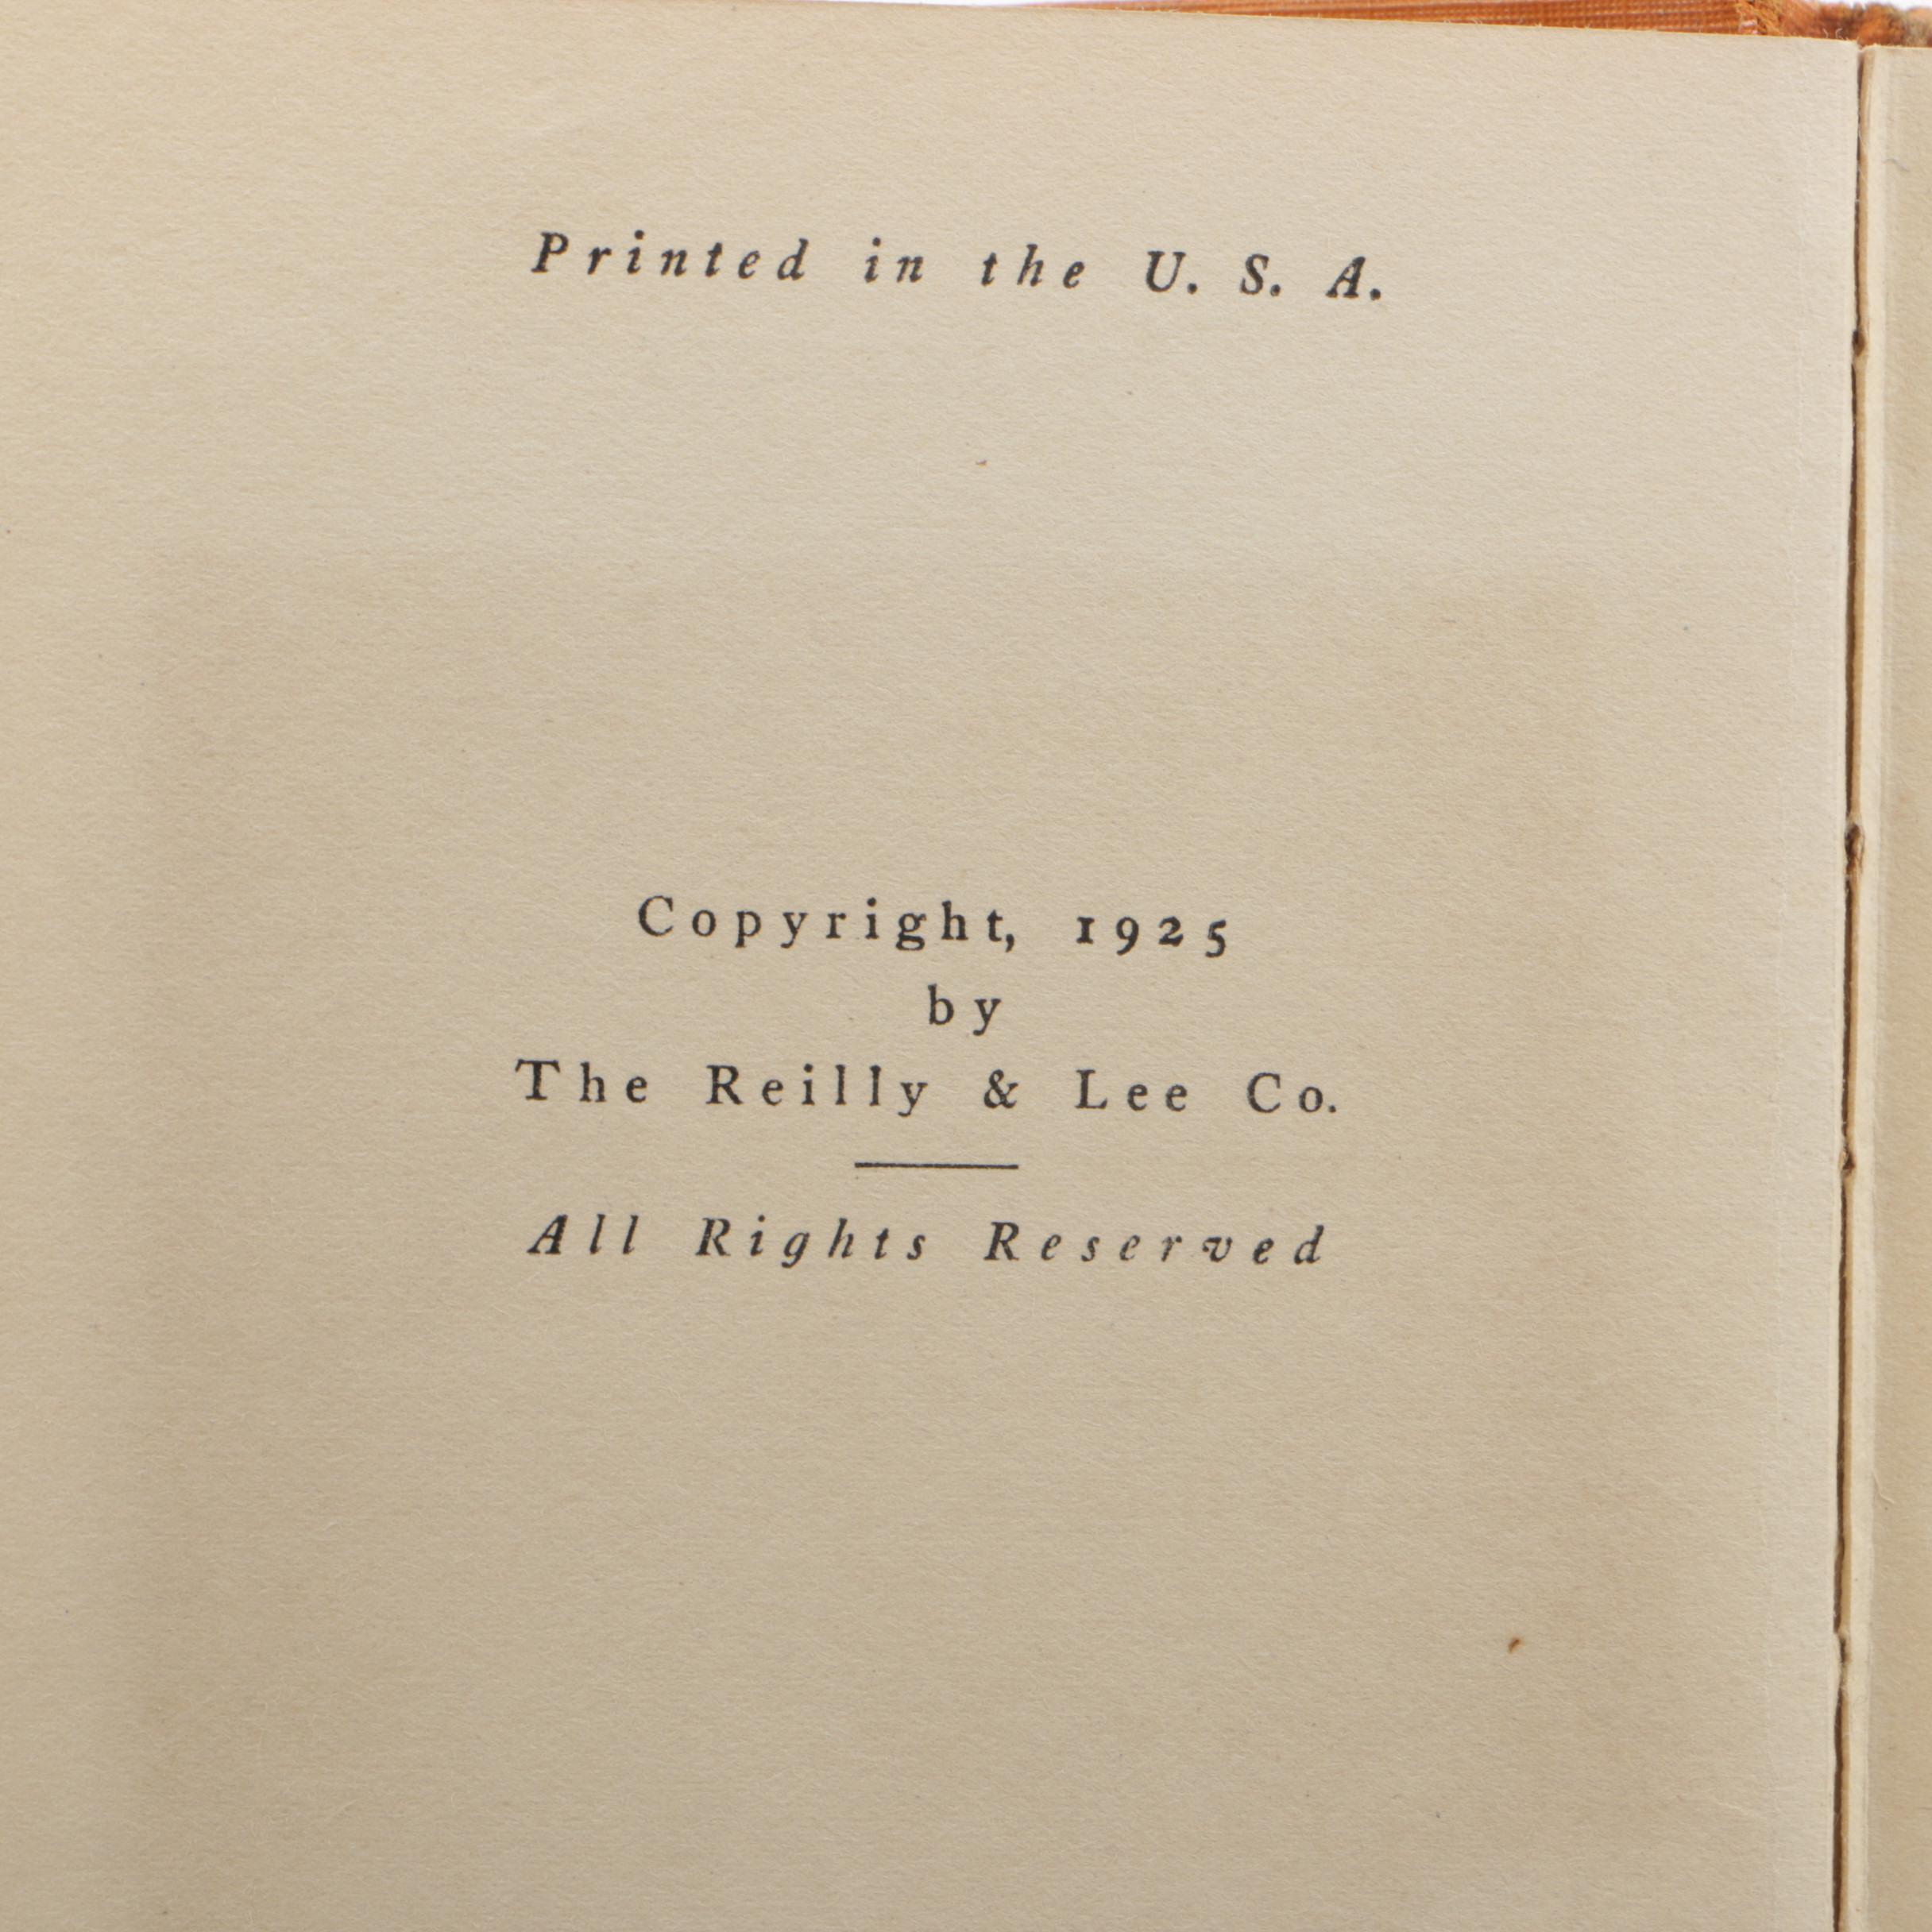 Printed in the U. S. A.
Copyright, 1925
by
The Reilly & Lee Co.
All Rights Reserved